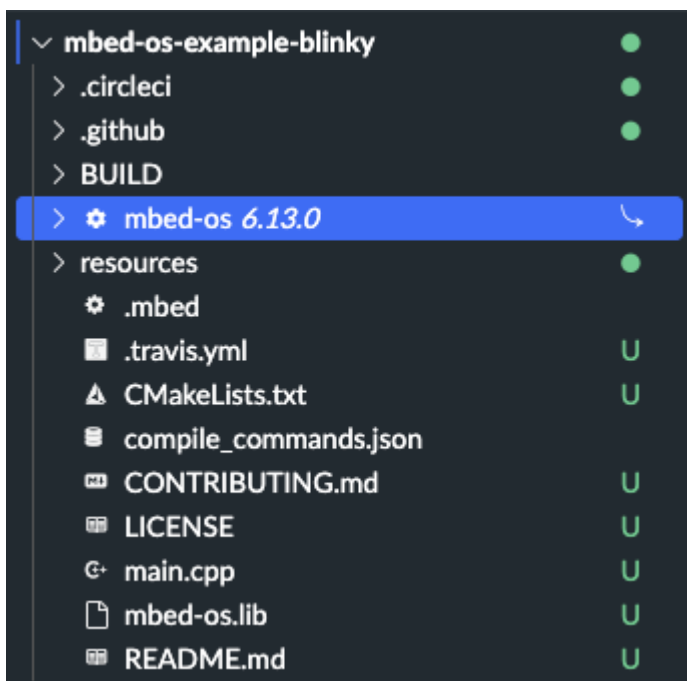 mbed-os-example-blinky
.circleci
.github
BUILD
mbed-os 6.13.0
resources
.mbed
.travis.yml U
CMakeLists.txt U
compile_commands.json
CONTRIBUTING.md U
LICENSE U
main.cpp U
mbed-os.lib U
README.md U